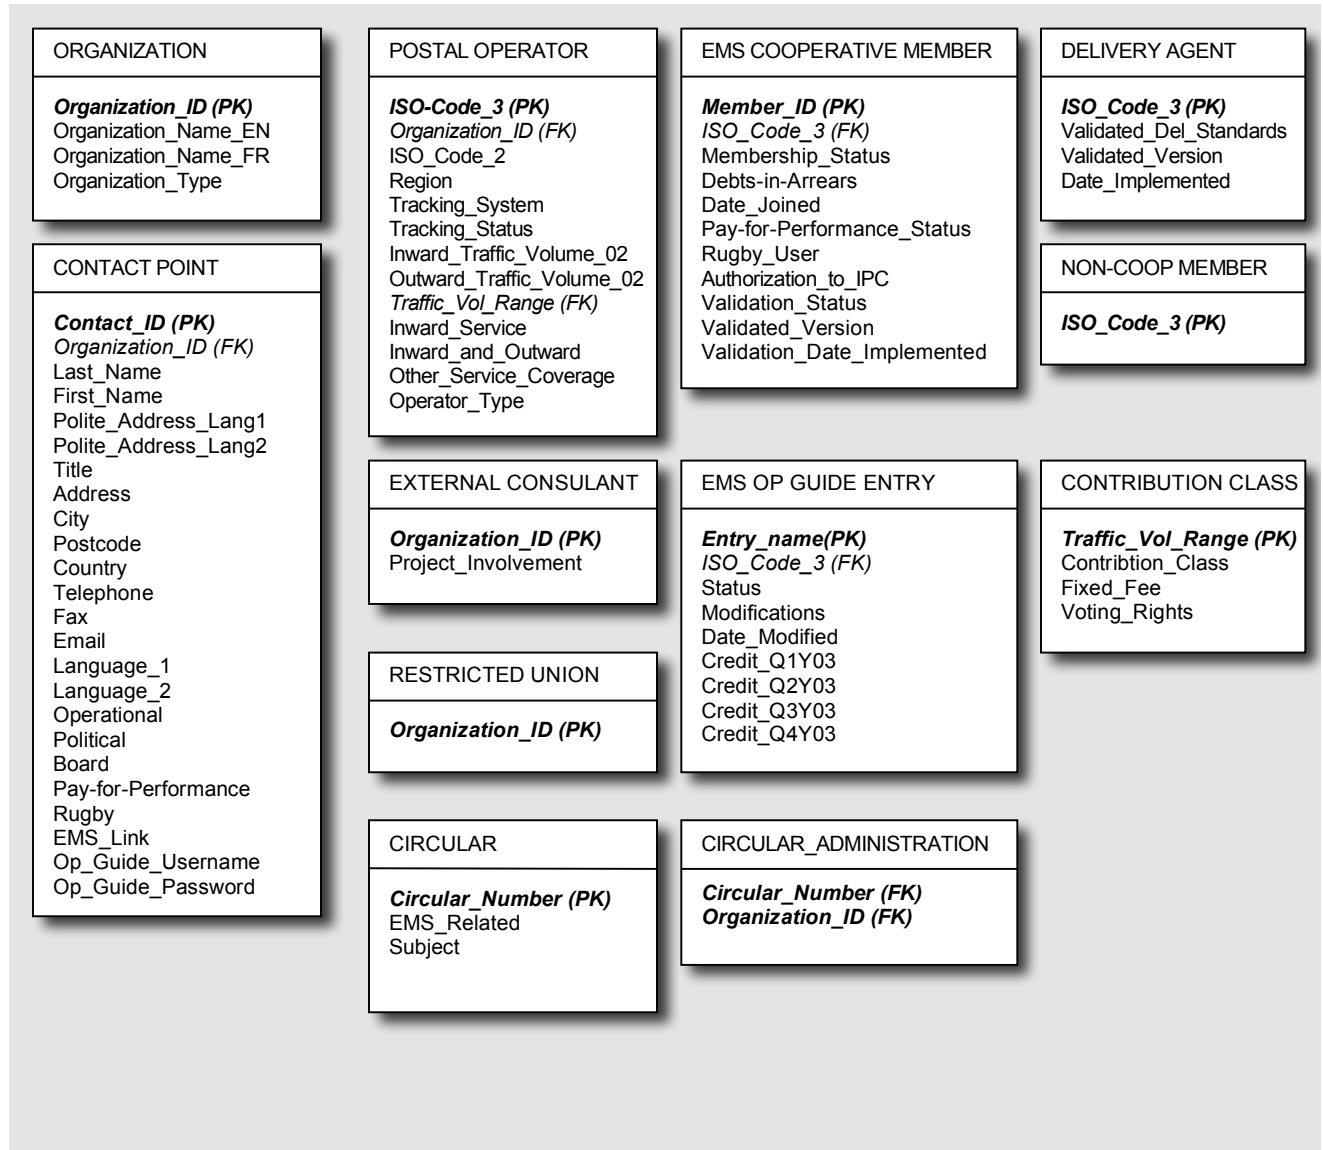 ORGANIZATION
Organization_ID (PK)
Organization_Name_EN
Organization_Name_FR
Organization_Type
CONTACT POINT
Contact_ID (PK)
Organization_ID (FK)
Last_Name
First_Name
Polite_Address_Lang1
Polite_Address_Lang2
Title
Address
City
Postcode
Country
Telephone
Fax
Email
Language_1
Language_2
Operational
Political
Board
Pay-for-Performance
Rugby
EMS_Link
Op_Guide_Username
Op_Guide_Password
POSTAL OPERATOR
ISO-Code_3 (PK)
Organization_ID (FK)
ISO_Code_2
Region
Tracking_System
Tracking_Status
Inward_Traffic_Volume_02
Outward_Traffic_Volume_02
Traffic_Vol_Range (FK)
Inward_Service
Inward_and_Outward
Other_Service_Coverage
Operator_Type
EXTERNAL CONSULANT
Organization_ID (PK)
Project_Involvement
RESTRICTED UNION
Organization_ID (PK)
CIRCULAR
Circular_Number (PK)
EMS_Related
Subject
EMS COOPERATIVE MEMBER
Member_ID (PK)
ISO_Code_3 (FK)
Membership_Status
Debts-in-Arrears
Date_Joined
Pay-for-Performance_Status
Rugby_User
Authorization_to_IPC
Validation_Status
Validated_Version
Validation_Date_Implemented
EMS OP GUIDE ENTRY
Entry_name(PK)
ISO_Code_3 (FK)
Status
Modifications
Date_Modified
Credit_Q1Y03
Credit_Q2Y03
Credit_Q3Y03
Credit_Q4Y03
CIRCULAR_ADMINISTRATION
Circular_Number (FK)
Organization_ID (FK)
DELIVERY AGENT
ISO_Code_3 (PK)
Validated_Del_Standards
Validated_Version
Date_Implemented
NON-COOP MEMBER
ISO_Code_3 (PK)
CONTRIBUTION CLASS
Traffic_Vol_Range (PK)
Contribtion_Class
Fixed_Fee
Voting_Rights